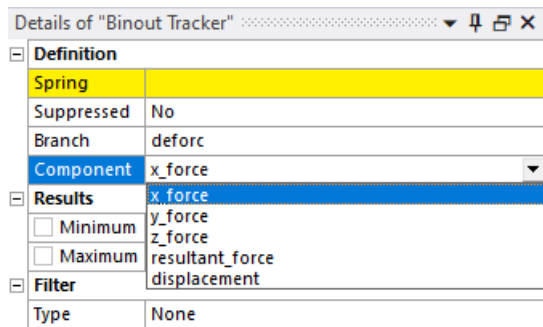 Details of "Binout Tracker"
Definition
Spring
Suppressed No
Branch deforc
Component x_force
Results x_force
Minimum y_force
z_force
Maximum resultant_force
Filter displacement
Type None